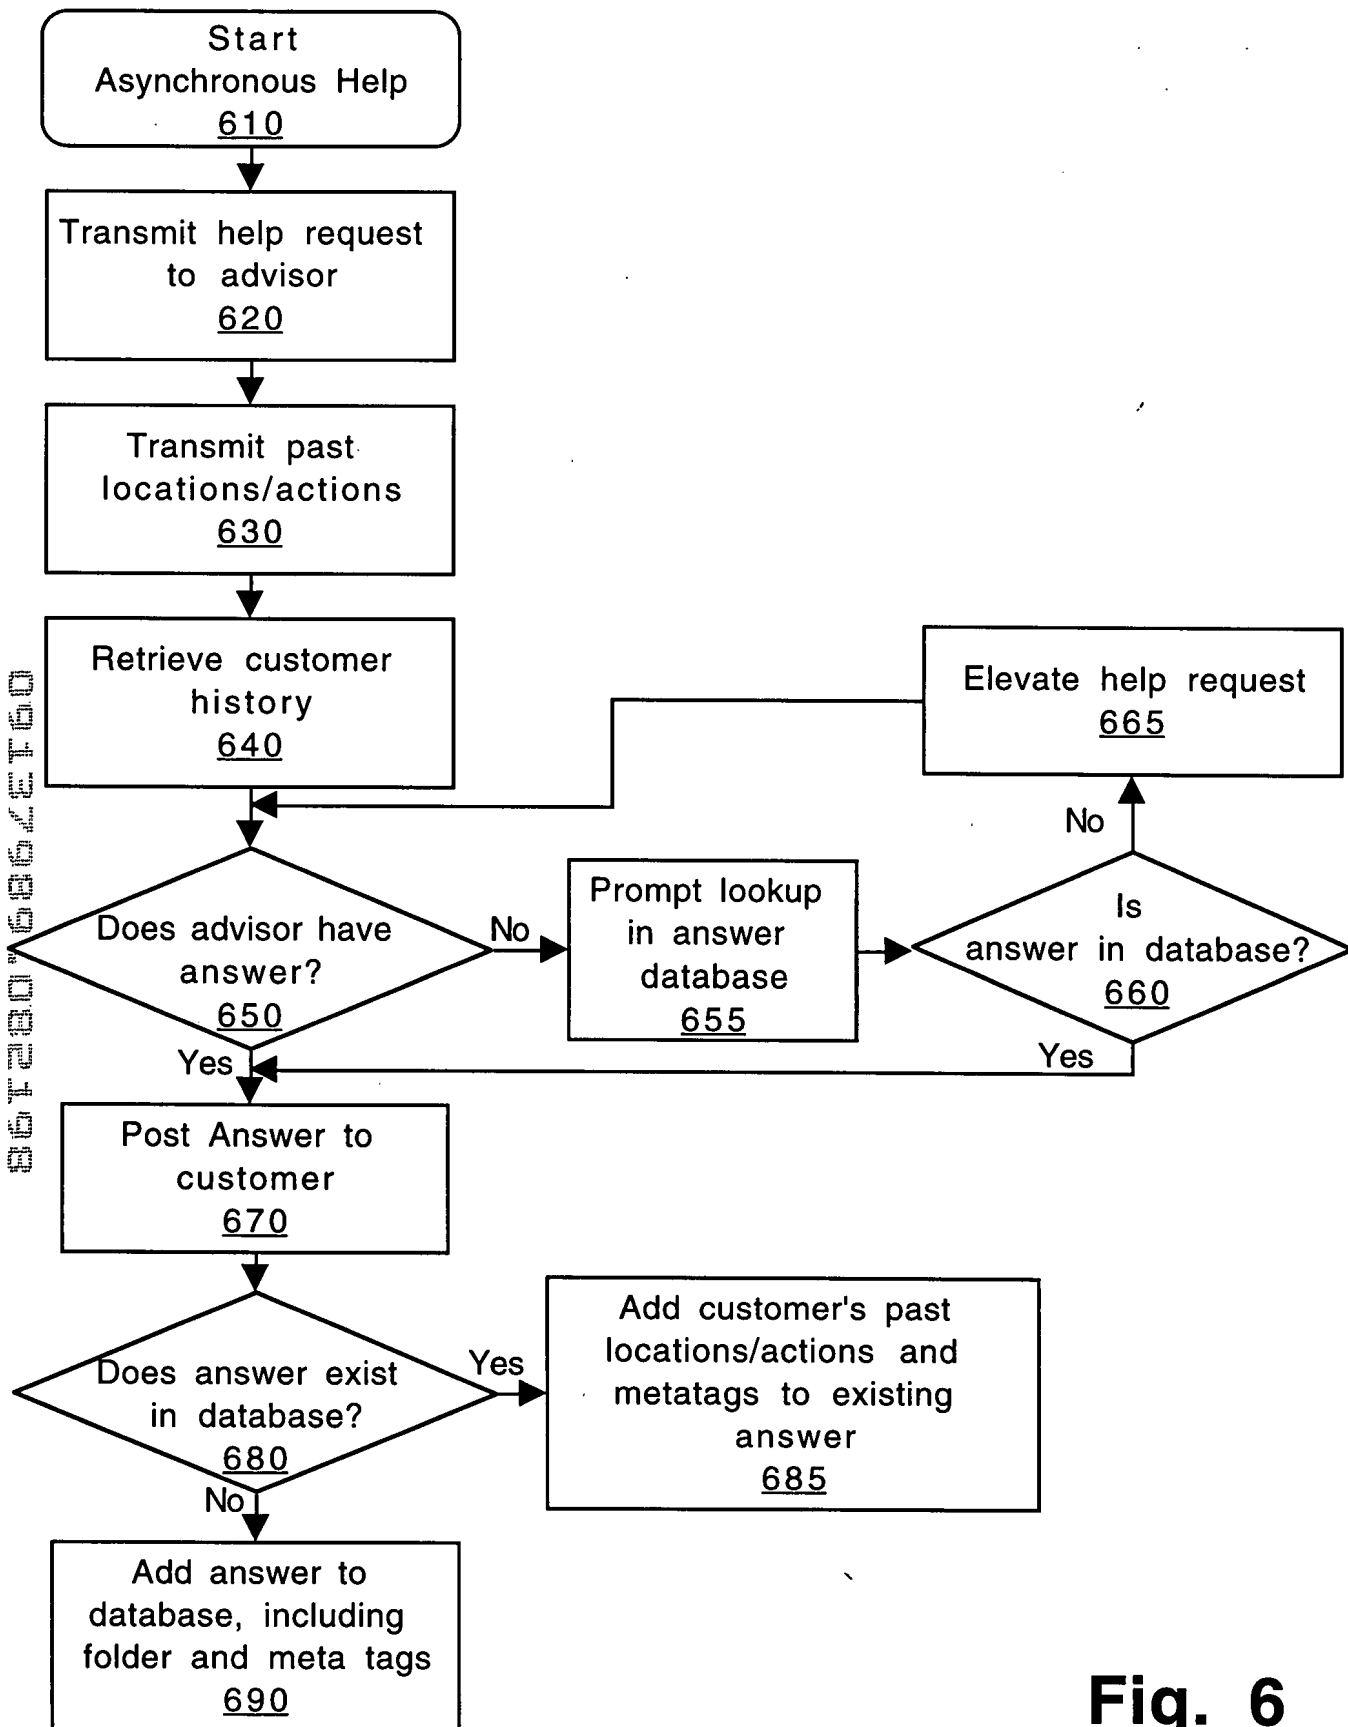 Start
Asynchronous Help
610
Transmit help request
to advisor
620
Transmit past
locations/actions
630
Retrieve customer
history
640
Elevate help request
665
No
Does advisor have
answer?
650
No
Prompt lookup
in answer
database
655
Is
answer in database?
660
Yes
Yes
Post Answer to
customer
670
Does answer exist
in database?
680
Yes
Add customer's past
locations/actions and
metatags to existing
answer
685
No
Add answer to
database, including
folder and meta tags
690
Fig. 6